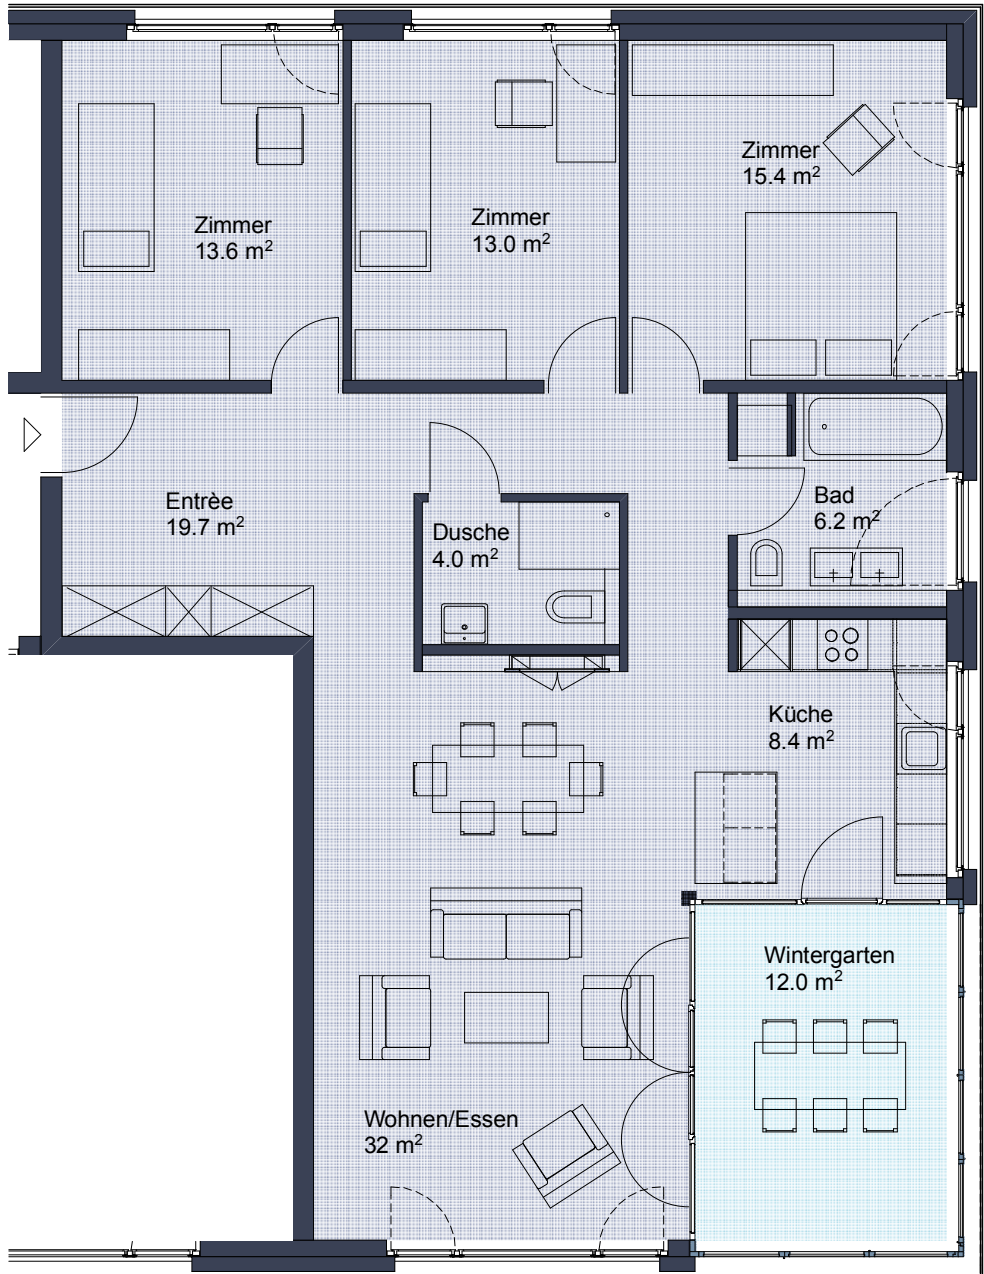 Zimmer
15.4 m²
Zimmer
13.6 m²
Zimmer
13.0 m²
Entrèe
19.7 m²
Dusche
4.0 m²
Bad
6.2 m²
Küche
8.4 m²
Wintergarten
12.0 m²
Wohnen/Essen
32 m²